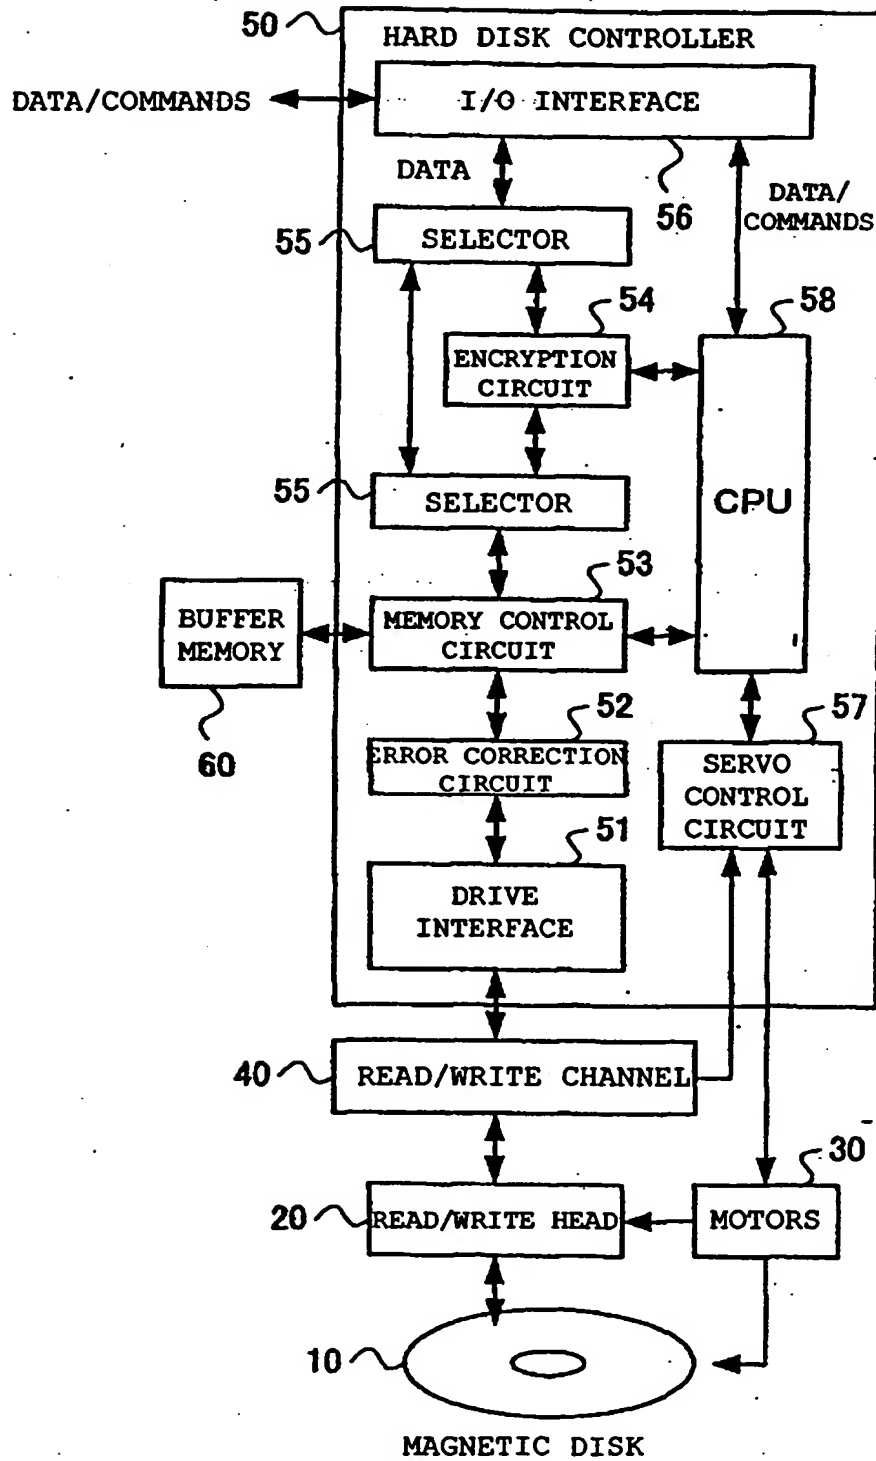 50
HARD DISK CONTROLLER
DATA/COMMANDS
I/O INTERFACE
DATA
56
DATA/
COMMANDS
55
SELECTOR
54
58
ENCRYPTION
CIRCUIT
CPU
55
SELECTOR
53
BUFFER
MEMORY
MEMORY CONTROL
CIRCUIT
60
52
57
ERROR CORRECTION
CIRCUIT
SERVO
CONTROL
CIRCUIT
51
DRIVE
INTERFACE
40
READ/WRITE CHANNEL
30
20
READ/WRITE HEAD
MOTORS
10
MAGNETIC DISK